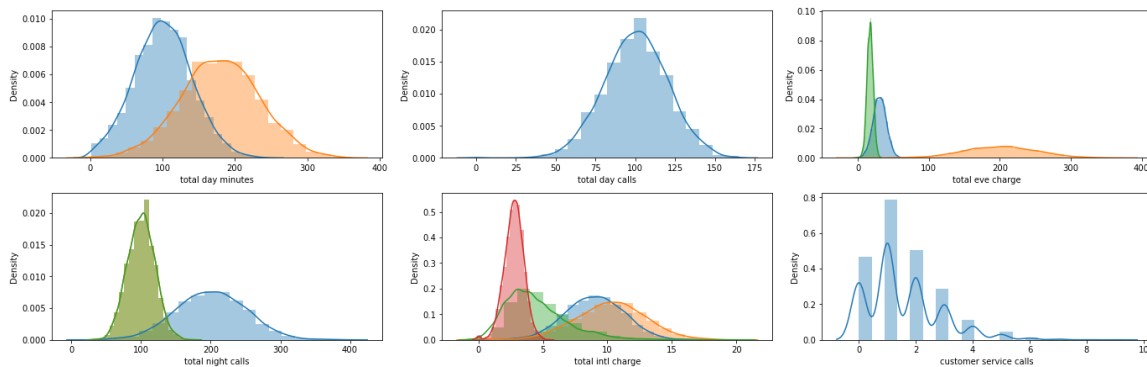 0.010
0.008
0.006
0.004
0.002
0.000
Density
0 100 200 300 400
total day minutes
0.020
0.015
0.010
0.005
0.000
Density
0 25 50 75 100 125 150 175
total day calls
0.10
0.08
0.06
0.04
0.02
0.00
Density
0 100 200 300 400
total eve charge
0.020
0.015
0.010
0.005
0.000
Density
0 100 200 300 400
total night calls
0.5
0.4
0.3
0.2
0.1
0.0
Density
0 5 10 15 20
total intl charge
0.8
0.6
0.4
0.2
0.0
Density
0 2 4 6 8 10
customer service calls